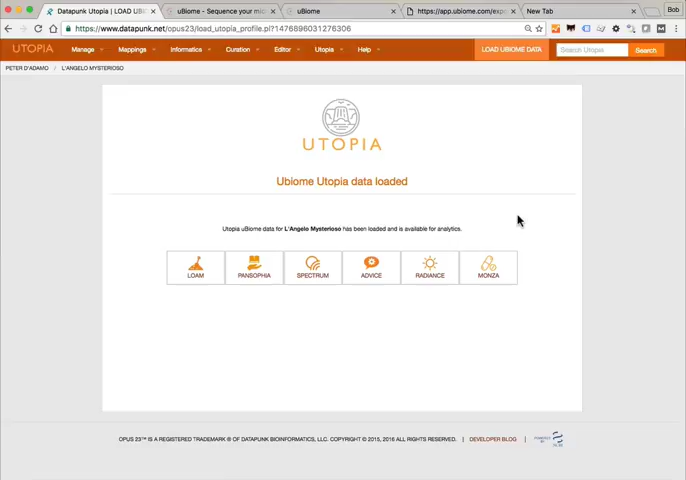 Datapunk Utopia | LOAD UBI
uBiome - Sequence your mic
uBiome
https://app.ubiome.com/exp
New Tab
Bob
https://www.datapunk.net/opus23/load_utopia_profile.pl?1476896031276306
UTOPIA
Manage
Mappings
Informatics
Curation
Editor
Utopia
Help
LOAD UBIOME DATA
Search Utopia
Search
PETER D'ADAMO / L'ANGELO MYSTERIOSO
UTOPIA
Ubiome Utopia data loaded
Utopia uBiome data for L'Angelo Mysterioso has been loaded and is available for analytics.
LOAM
PANSOPHIA
SPECTRUM
ADVICE
RADIANCE
MONZA
OPUS 23™ IS A REGISTERED TRADEMARK ® OF DATAPUNK BIOINFORMATICS, LLC. COPYRIGHT © 2015, 2016 ALL RIGHTS RESERVED. | DEVELOPER BLOG |
POWERED BY